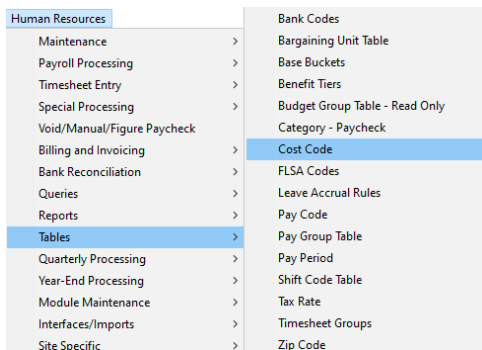 Human Resources
Maintenance
Payroll Processing
Timesheet Entry
Special Processing
Void/Manual/Figure Paycheck
Billing and Invoicing
Bank Reconciliation
Queries
Reports
Tables
Quarterly Processing
Year-End Processing
Module Maintenance
Interfaces/Imports
Site Specific
Bank Codes
Bargaining Unit Table
Base Buckets
Benefit Tiers
Budget Group Table - Read Only
Category - Paycheck
Cost Code
FLSA Codes
Leave Accrual Rules
Pay Code
Pay Group Table
Pay Period
Shift Code Table
Tax Rate
Timesheet Groups
Zip Code